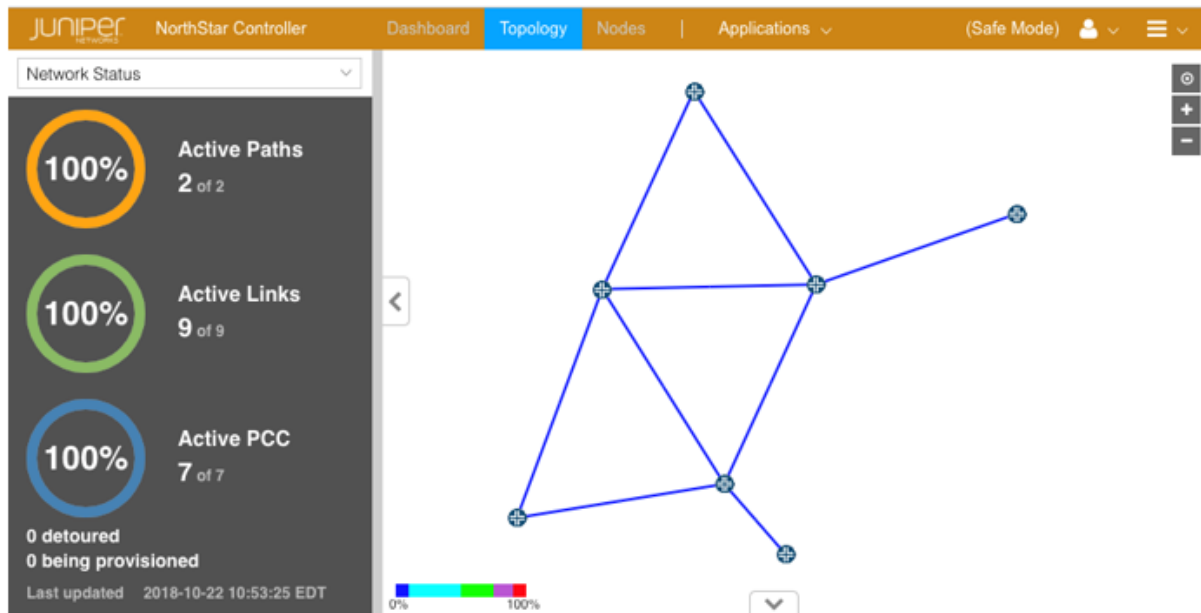 JUNIPER
NETWORKS
NorthStar Controller
Dashboard
Topology
Nodes
|
Applications
(Safe Mode)
Network Status
100%
Active Paths
2 of 2
100%
Active Links
9 of 9
100%
Active PCC
7 of 7
0 detoured
0 being provisioned
Last updated 2018-10-22 10:53:25 EDT
0%
100%